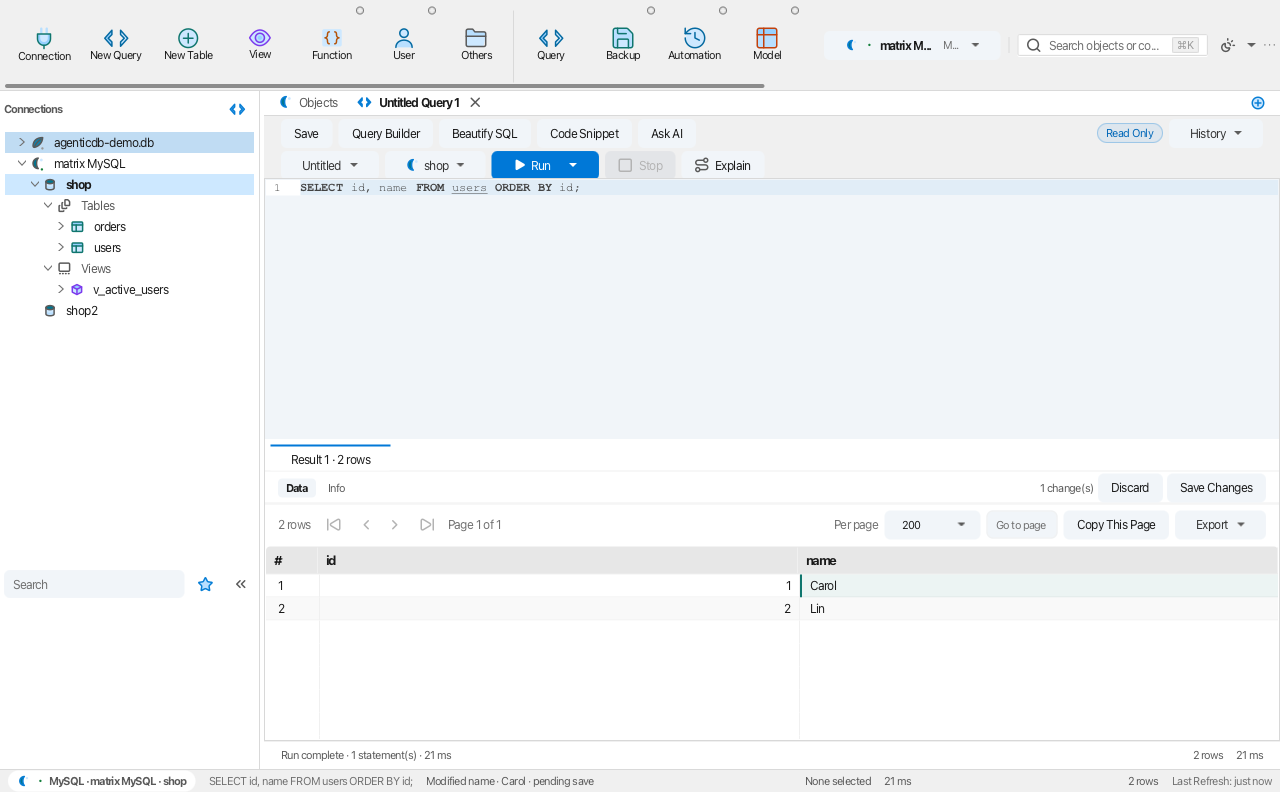 Connection
New Query
New Table
View
Function
User
Others
Query
Backup
Automation
Model
matrix M... M...
Search objects or co... ⌘K
Connections
agenticdb-demo.db
matrix MySQL
shop
Tables
orders
users
Views
v_active_users
shop2
Search
Objects
Untitled Query 1
Save
Query Builder
Beautify SQL
Code Snippet
Ask AI
Read Only
History
Untitled
shop
Run
Stop
Explain
1 SELECT id, name FROM users ORDER BY id;
Result 1 · 2 rows
Data Info
1 change(s) Discard Save Changes
2 rows
Page 1 of 1
Per page 200
Go to page
Copy This Page
Export
# id name
1 1 Carol
2 2 Lin
Run complete · 1 statement(s) · 21 ms
2 rows 21 ms
MySQL · matrix MySQL · shop
SELECT id, name FROM users ORDER BY id;
Modified name · Carol · pending save
None selected 21 ms
2 rows Last Refresh: just now